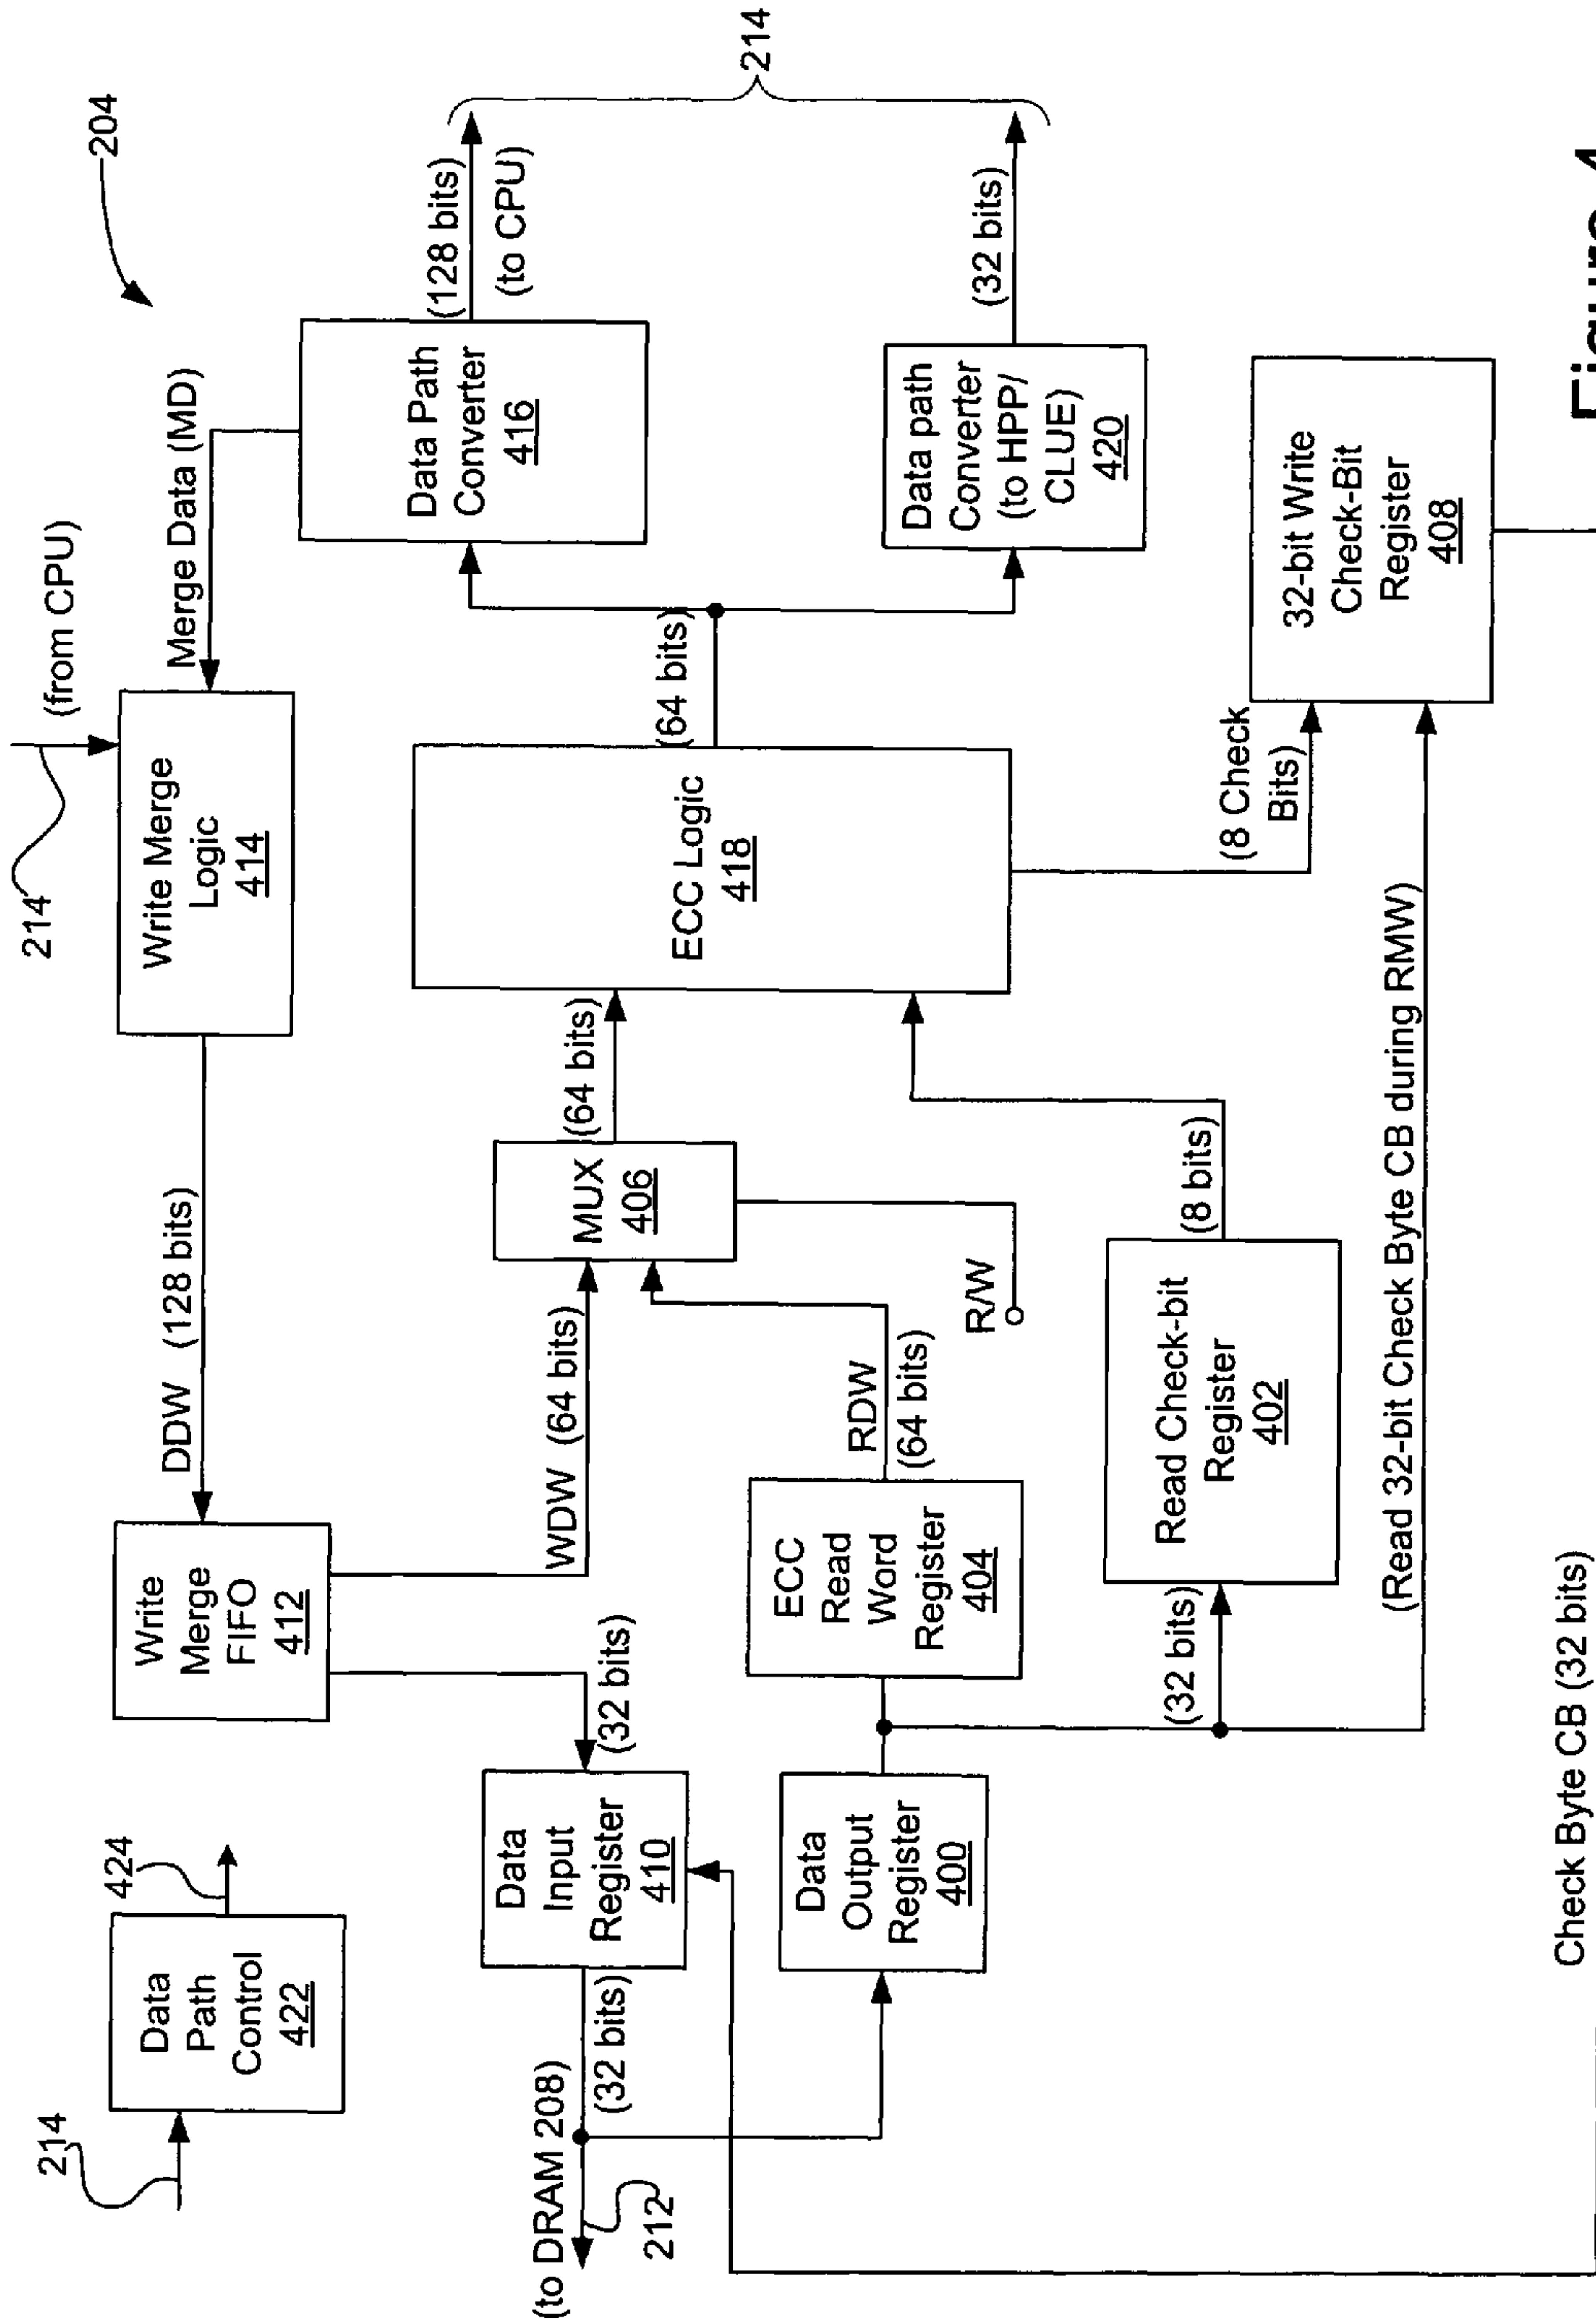 204
214
(from CPU)
Merge Data (MD)
Write Merge
Logic
414
DDW (128 bits)
Write
Merge
FIFO
412
Data
Path
Control
422
424
214
Data Path
Converter
416
(128 bits)
(to CPU)
214
Data path
Converter
(to HPP/
CLUE)
420
(32 bits)
(64 bits)
ECC Logic
418
(64 bits)
MUX
406
WDW (64 bits)
(32 bits)
Data
Input
Register
410
(32 bits)
(to DRAM 208)
212
R/W
RDW
(64 bits)
ECC
Read
Word
Register
404
Data
Output
Register
400
(8 Check
Bits)
32-bit Write
Check-Bit
Register
408
(8 bits)
Read Check-bit
Register
402
(32 bits)
(Read 32-bit Check Byte CB during RMW)
Check Byte CB (32 bits)
Figure 4